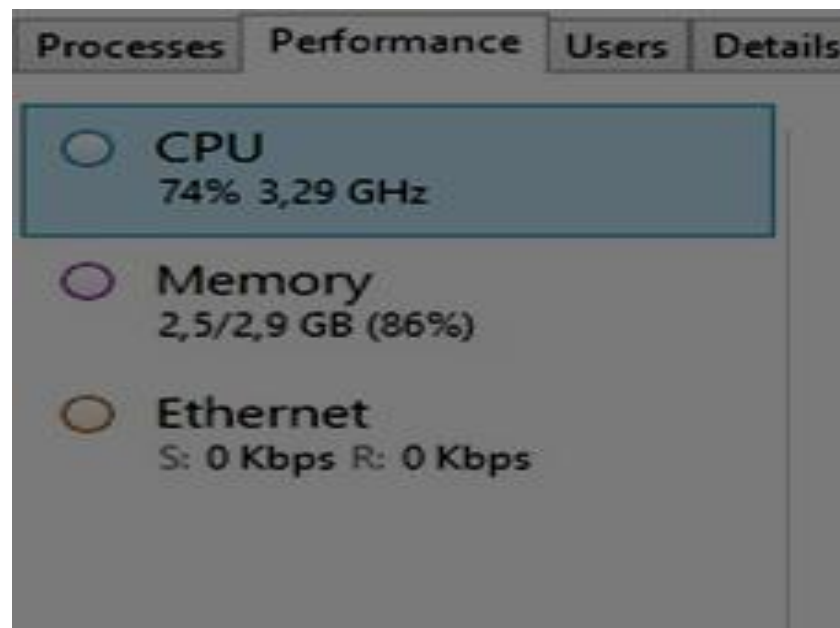 Processes Performance Users Details
CPU
74% 3,29 GHz
Memory
2,5/2,9 GB (86%)
Ethernet
S: 0 Kbps R: 0 Kbps